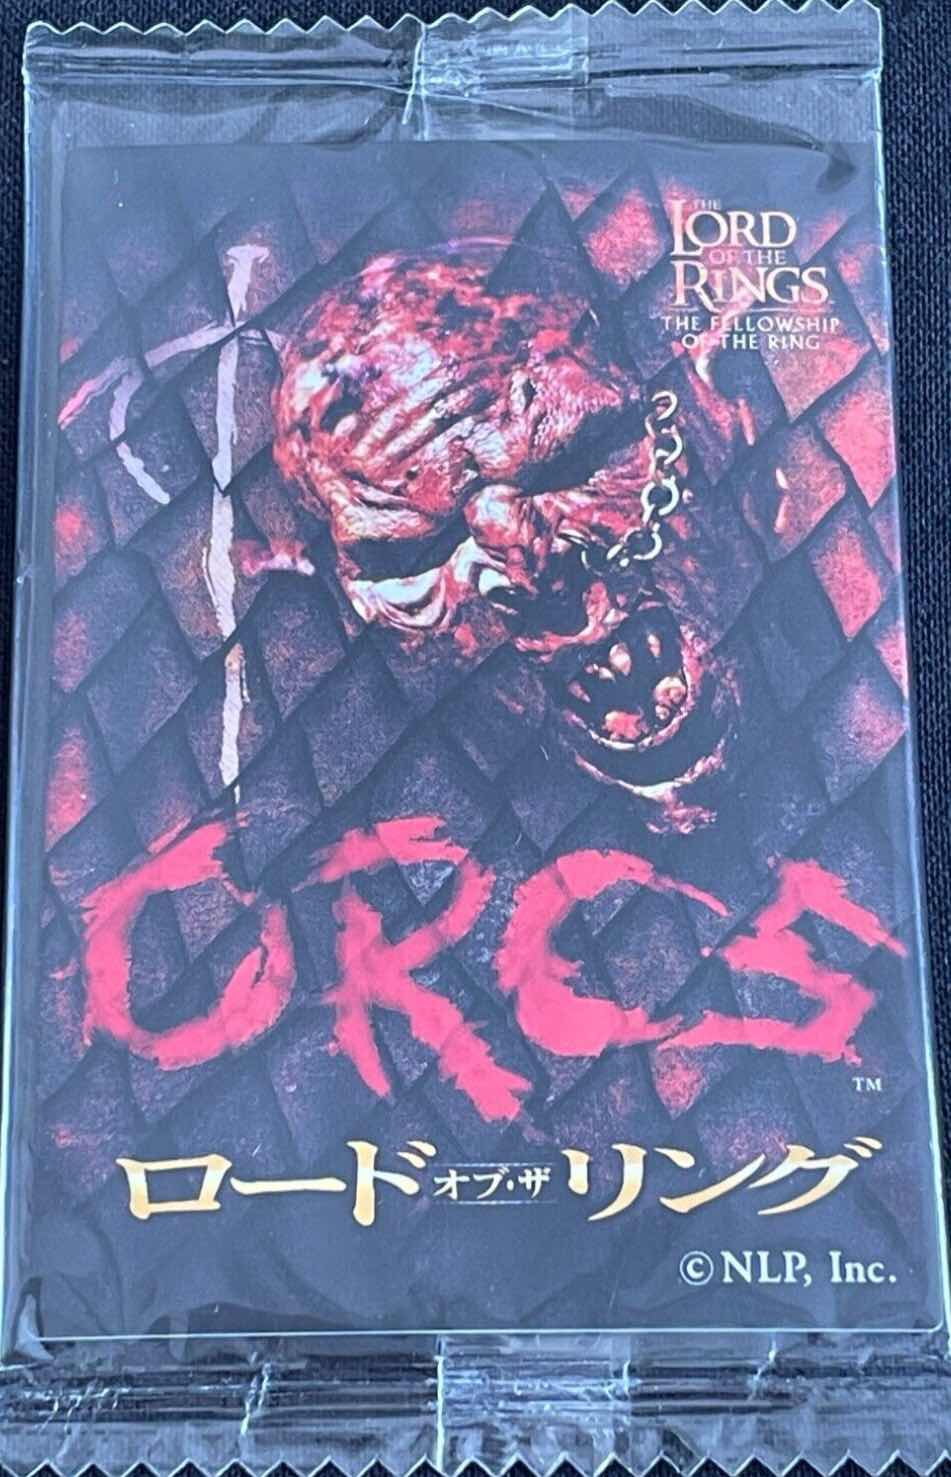 THE
LORD
OF THE
RINGS
THE FELLOWSHIP
OF THE RING
ORCS
TM
ロード オブ・ザ リング
©NLP, Inc.